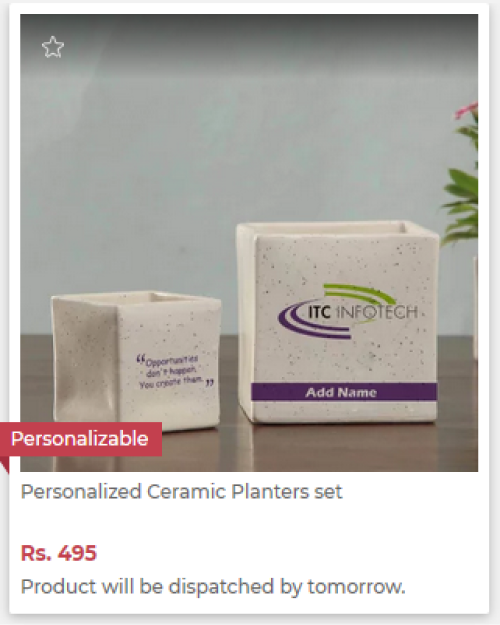 ITC INFOTECH
“Opportunities
don't happen,
You create them.”
Add Name
Personalizable
Personalized Ceramic Planters set
Rs. 495
Product will be dispatched by tomorrow.